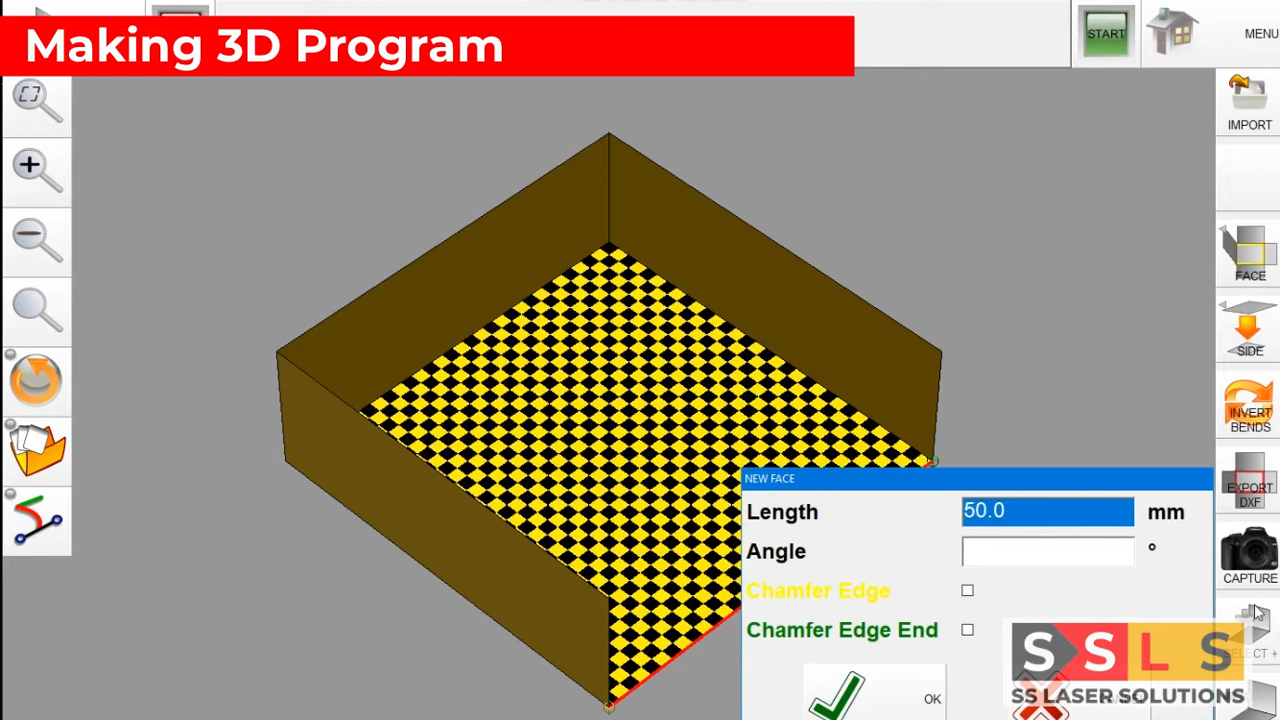 Making 3D Program
START
MENU
IMPORT
FACE
SIDE
INVERT
BENDS
EXPORT
DXF
CAPTURE
SELECT +
NEW FACE
Length 50.0 mm
Angle °
Chamfer Edge
Chamfer Edge End
OK
S S L S
SS LASER SOLUTIONS